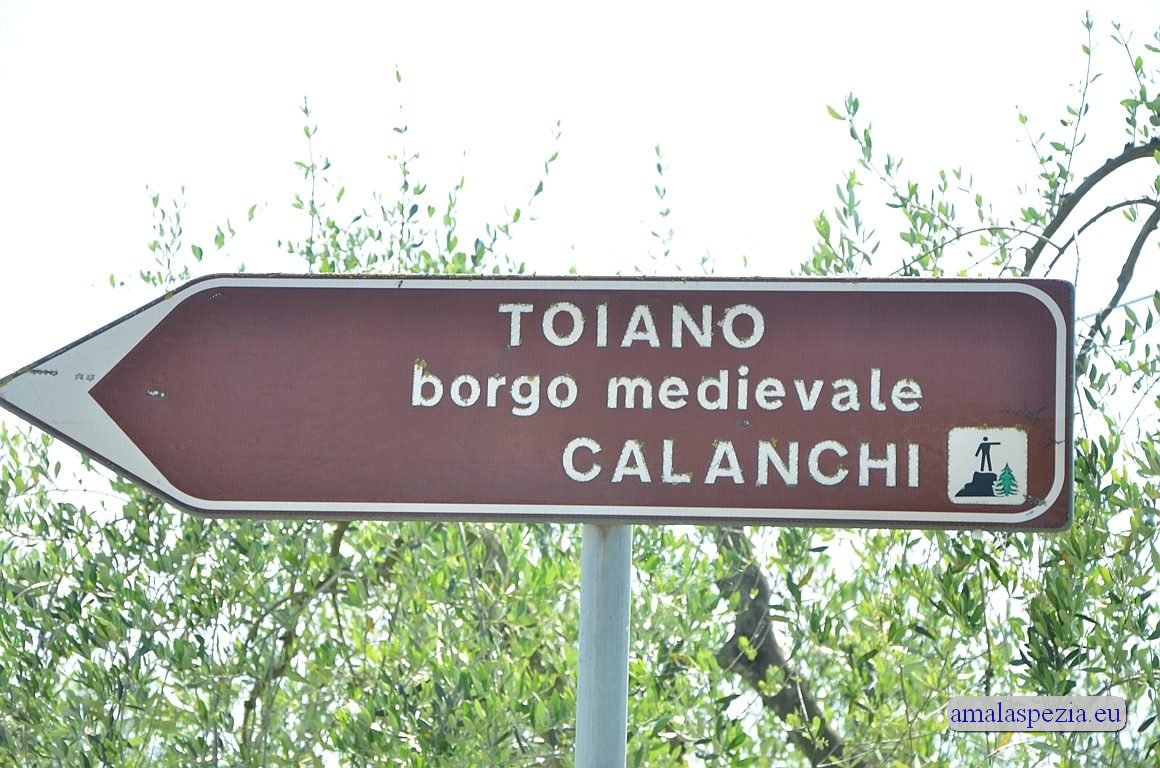 TOIANO
borgo medievale
CALANCHI
amalaspezia.eu